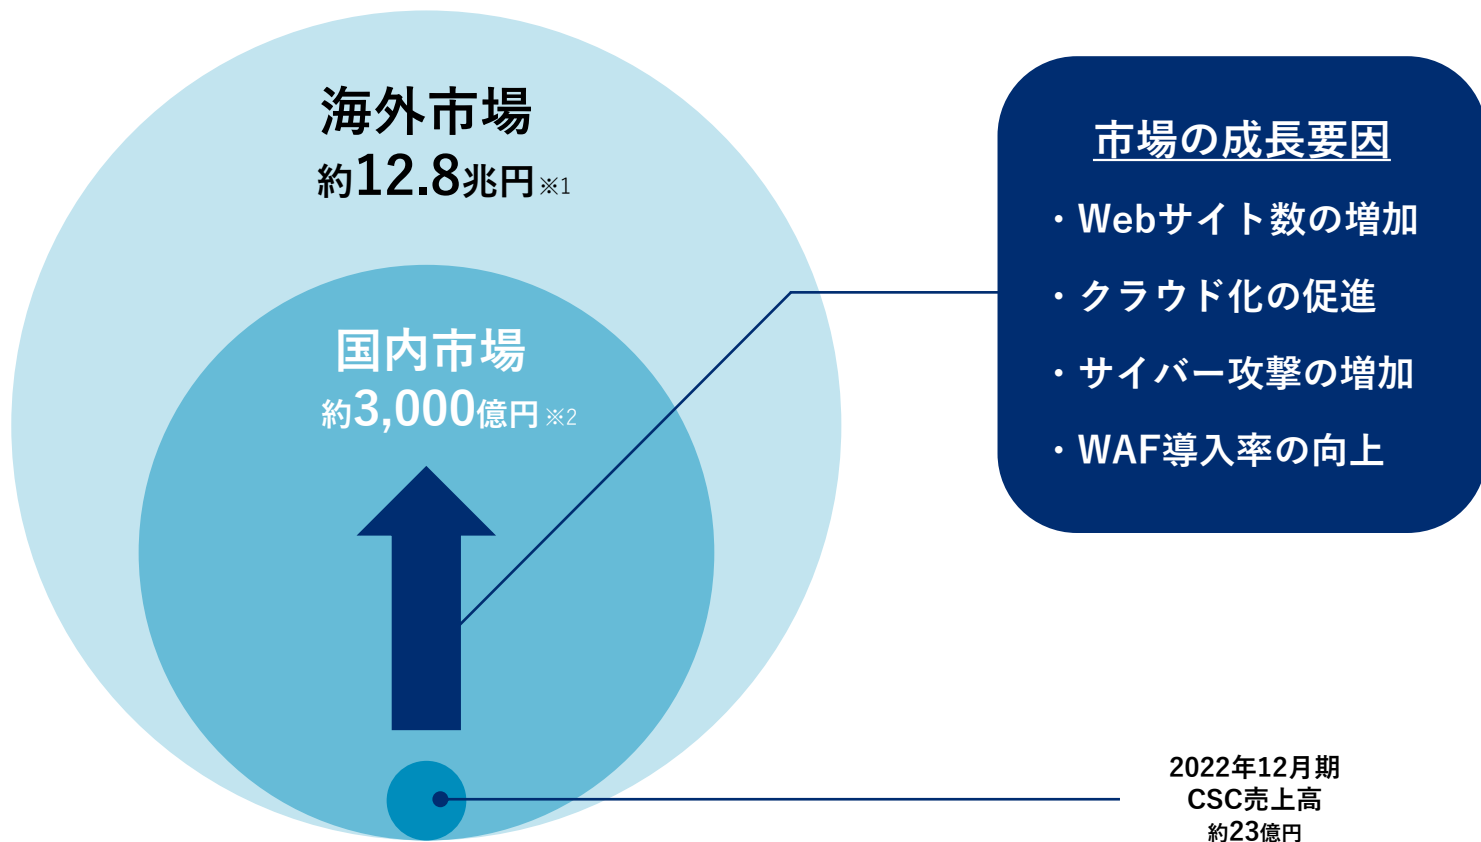 海外市場
約12.8兆円※1
国内市場
約3,000億円※2
市場の成長要因
・Webサイト数の増加
・クラウド化の促進
・サイバー攻撃の増加
・WAF導入率の向上
2022年12月期
CSC売上高
約23億円